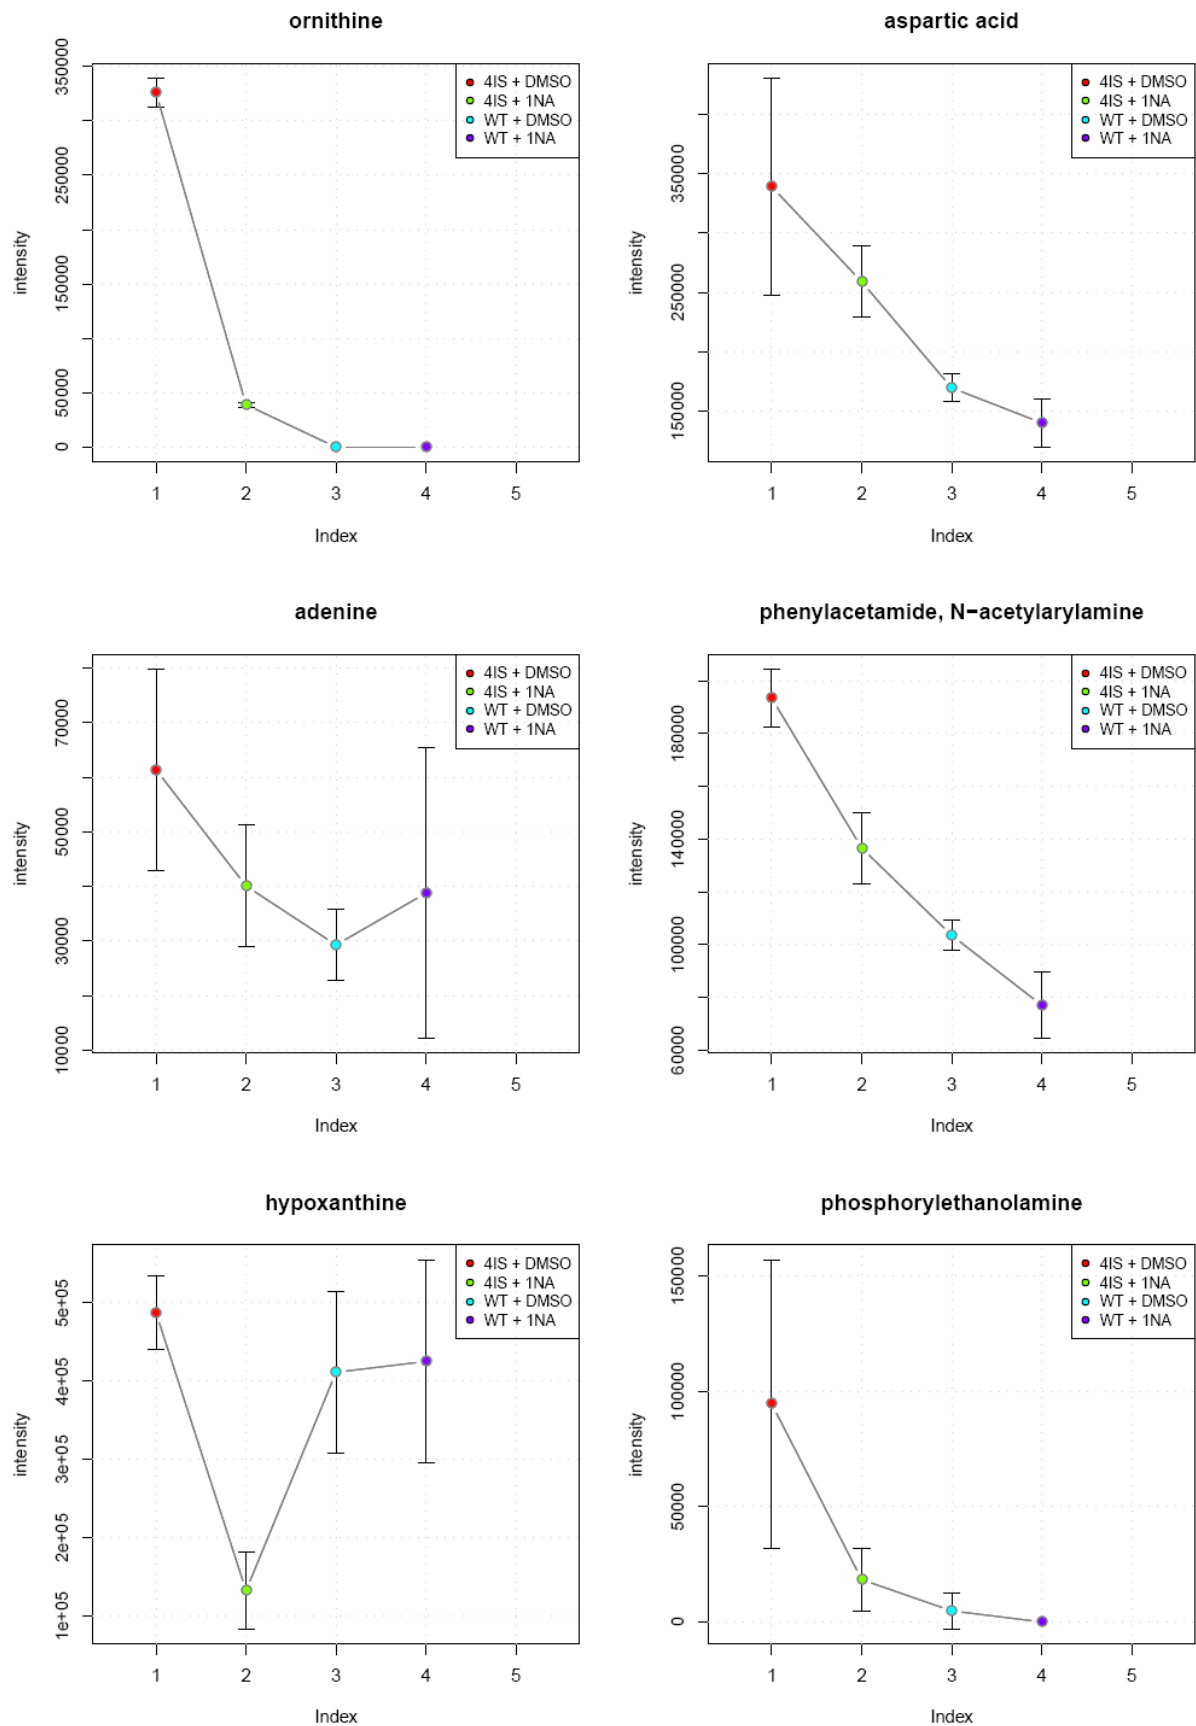 ornithine
intensity
350000
250000
150000
50000
0
4IS + DMSO
4IS + 1NA
WT + DMSO
WT + 1NA
1 2 3 4 5
Index
aspartic acid
intensity
350000
250000
150000
4IS + DMSO
4IS + 1NA
WT + DMSO
WT + 1NA
1 2 3 4 5
Index
adenine
intensity
70000
50000
30000
10000
4IS + DMSO
4IS + 1NA
WT + DMSO
WT + 1NA
1 2 3 4 5
Index
phenylacetamide, N−acetylarylamine
intensity
180000
140000
100000
60000
4IS + DMSO
4IS + 1NA
WT + DMSO
WT + 1NA
1 2 3 4 5
Index
hypoxanthine
intensity
5e+05
4e+05
3e+05
2e+05
1e+05
4IS + DMSO
4IS + 1NA
WT + DMSO
WT + 1NA
1 2 3 4 5
Index
phosphorylethanolamine
intensity
150000
100000
50000
0
4IS + DMSO
4IS + 1NA
WT + DMSO
WT + 1NA
1 2 3 4 5
Index